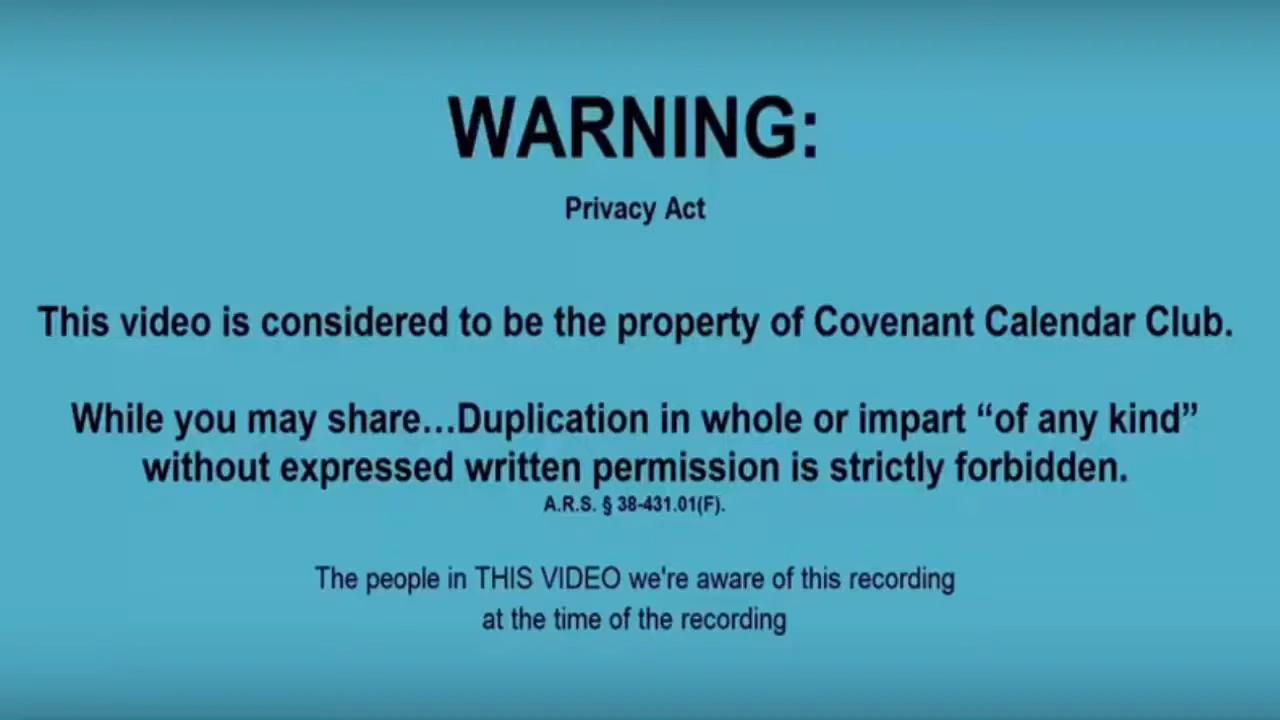 WARNING:
Privacy Act
This video is considered to be the property of Covenant Calendar Club.
While you may share...Duplication in whole or impart “of any kind”
without expressed written permission is strictly forbidden.
A.R.S. § 38-431.01(F).
The people in THIS VIDEO we're aware of this recording
at the time of the recording